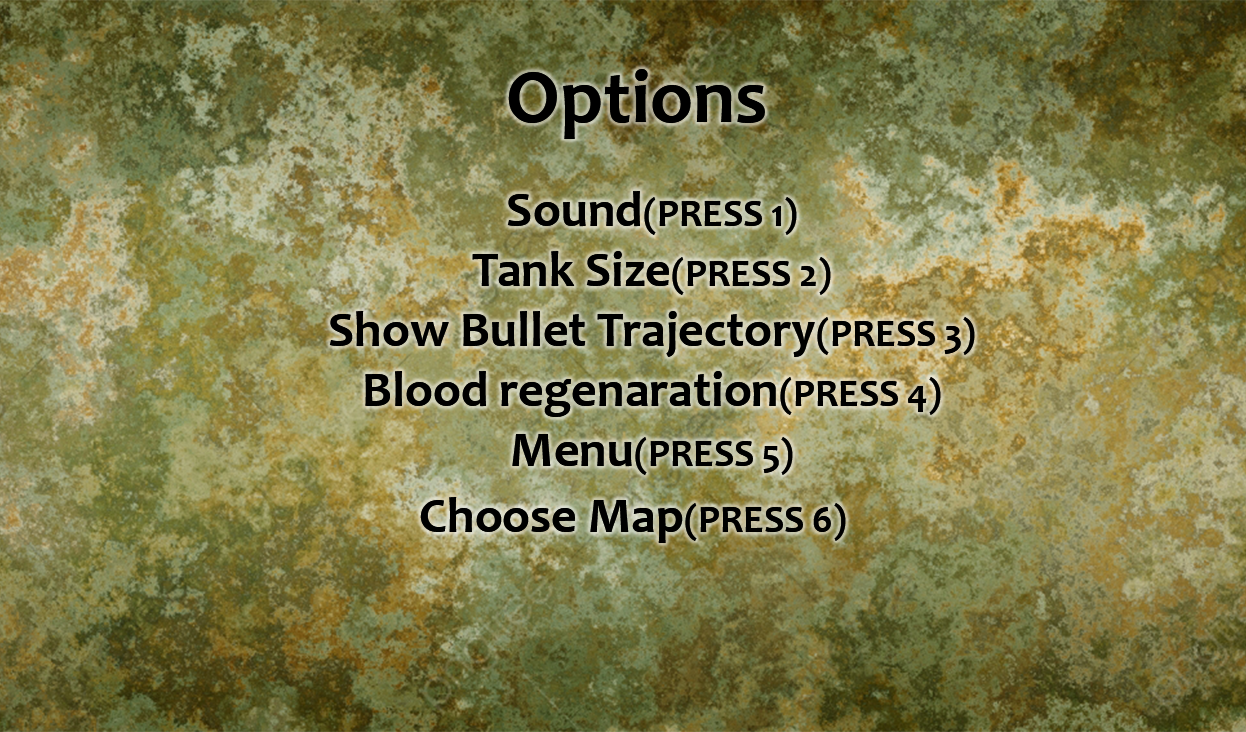 Options
Sound(PRESS 1)
Tank Size(PRESS 2)
Show Bullet Trajectory(PRESS 3)
Blood regenaration(PRESS 4)
Menu(PRESS 5)
Choose Map(PRESS 6)